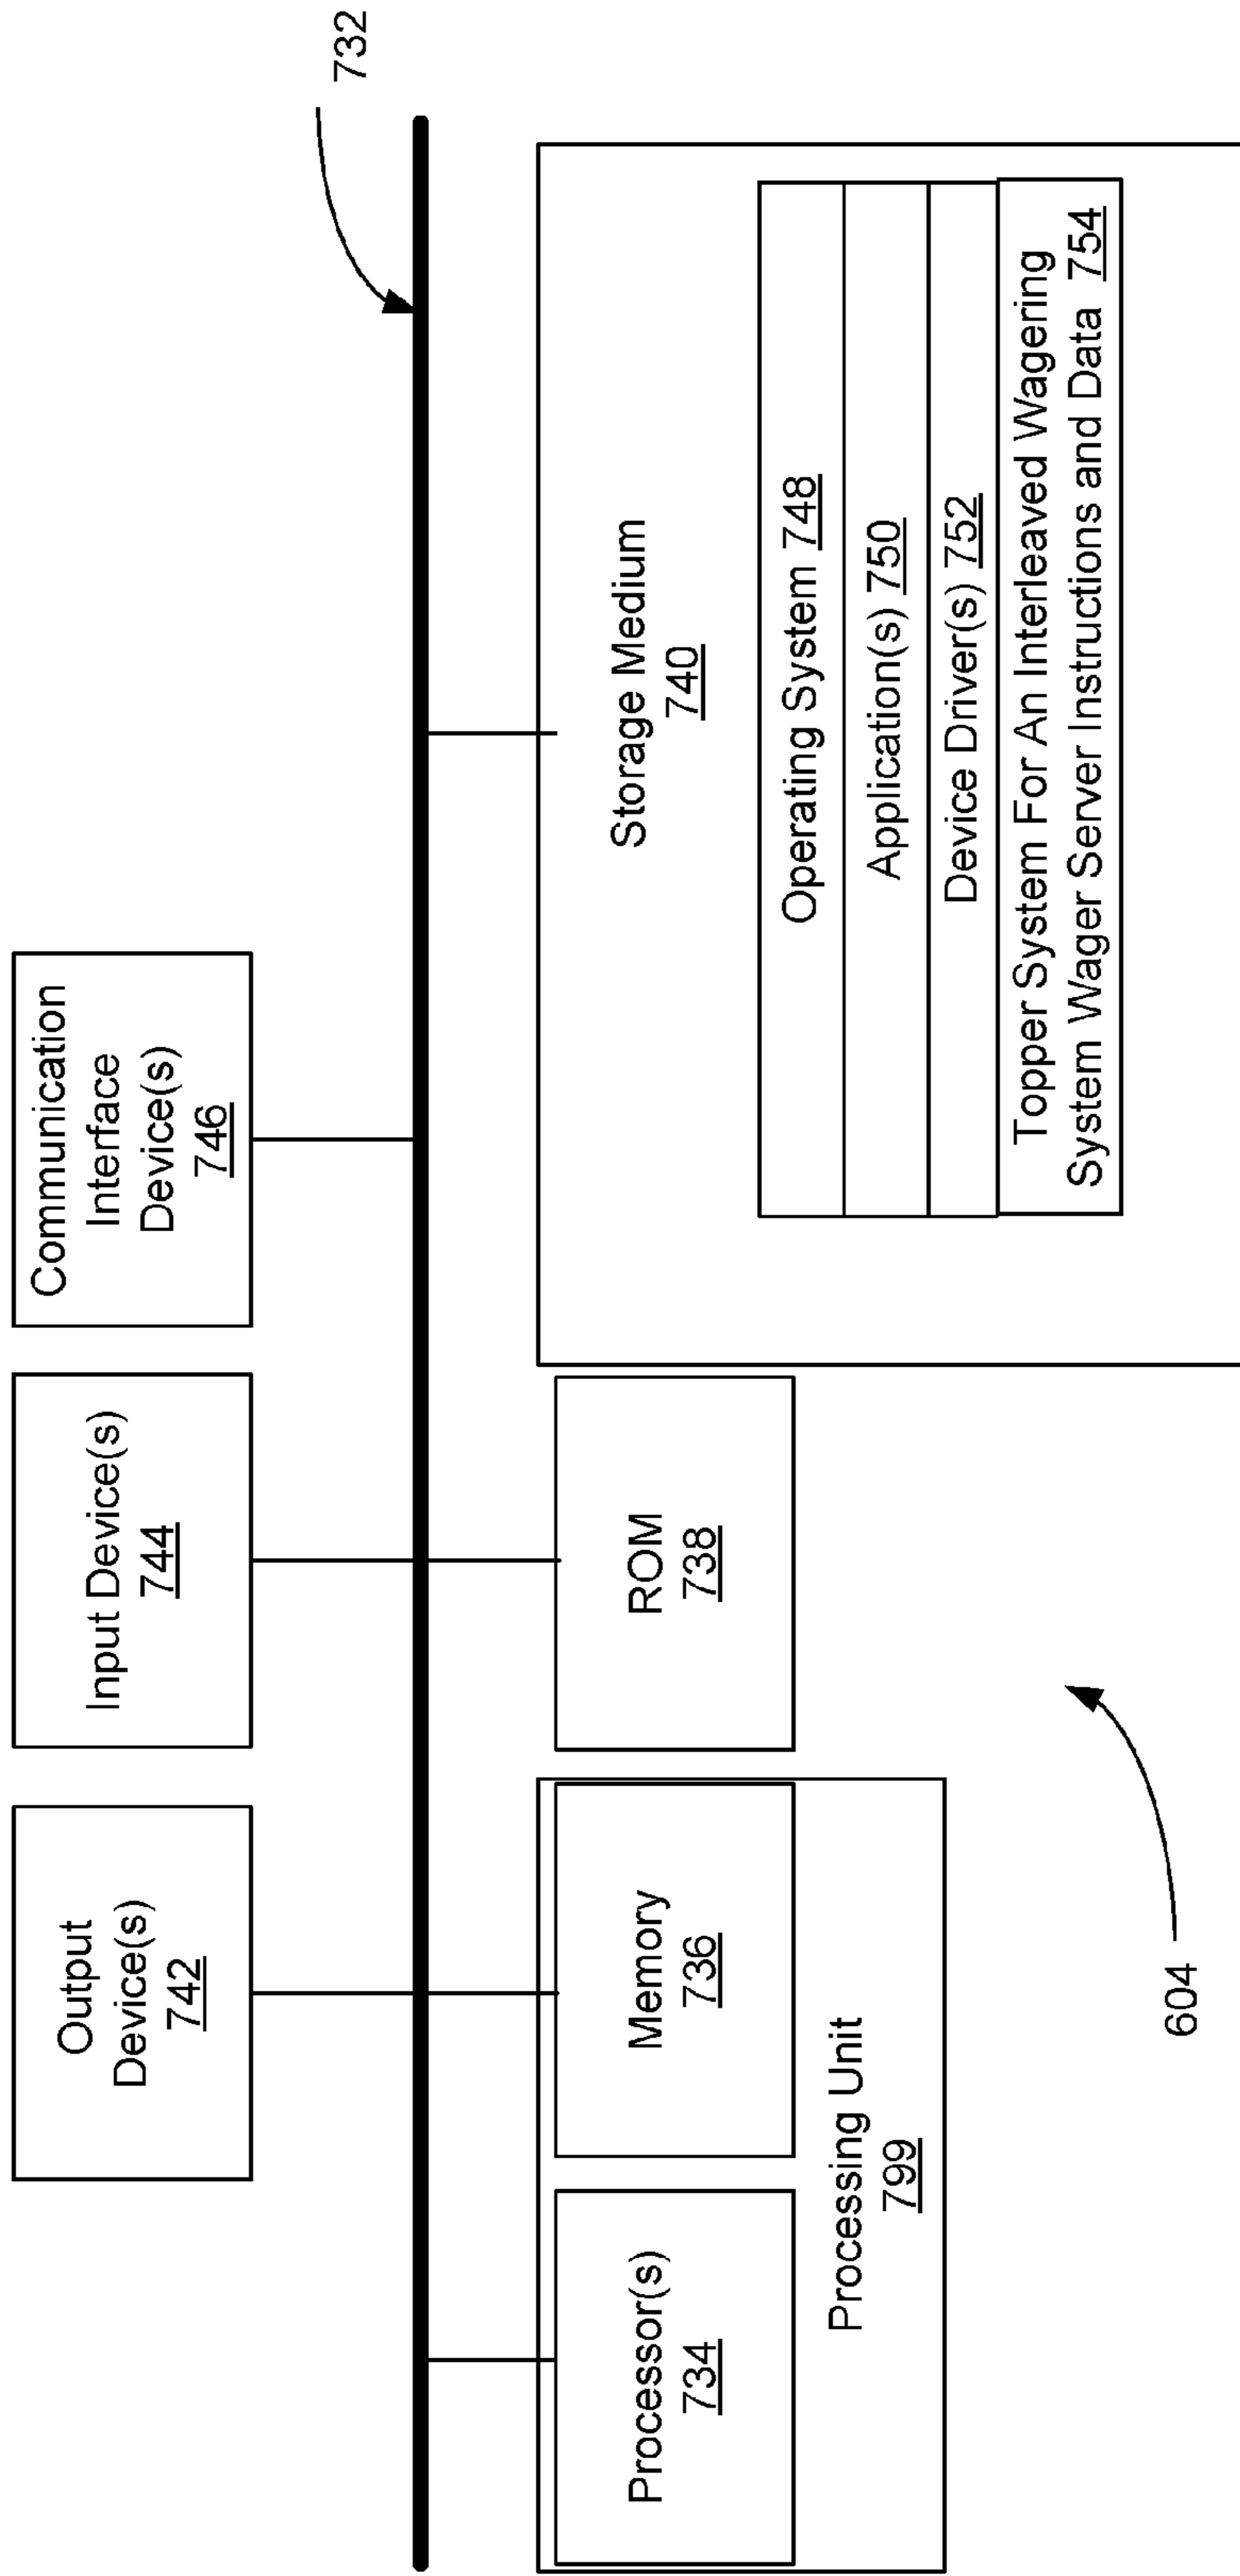 Output
Device(s)
742
Input Device(s)
744
Communication
Interface
Device(s)
746
732
Processor(s)
734
Memory
736
Processing Unit
799
ROM
738
Storage Medium
740
Operating System 748
Application(s) 750
Device Driver(s) 752
Topper System For An Interleaved Wagering
System Wager Server Instructions and Data 754
604